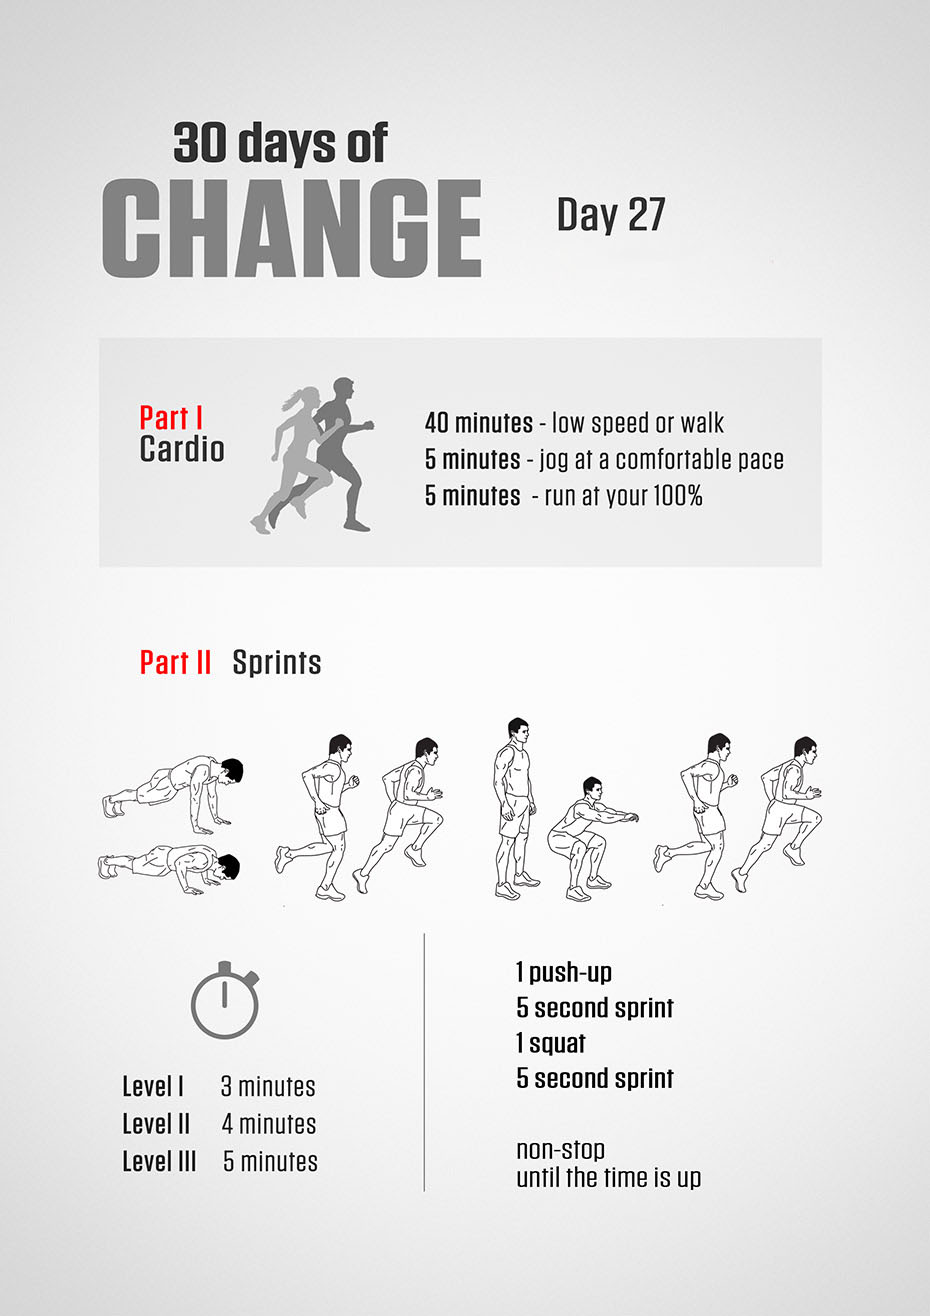 30 days of
CHANGE
Day 27
Part I
Cardio
40 minutes - low speed or walk
5 minutes - jog at a comfortable pace
5 minutes - run at your 100%
Part II Sprints
Level I 3 minutes
Level II 4 minutes
Level III 5 minutes
1 push-up
5 second sprint
1 squat
5 second sprint
non-stop
until the time is up